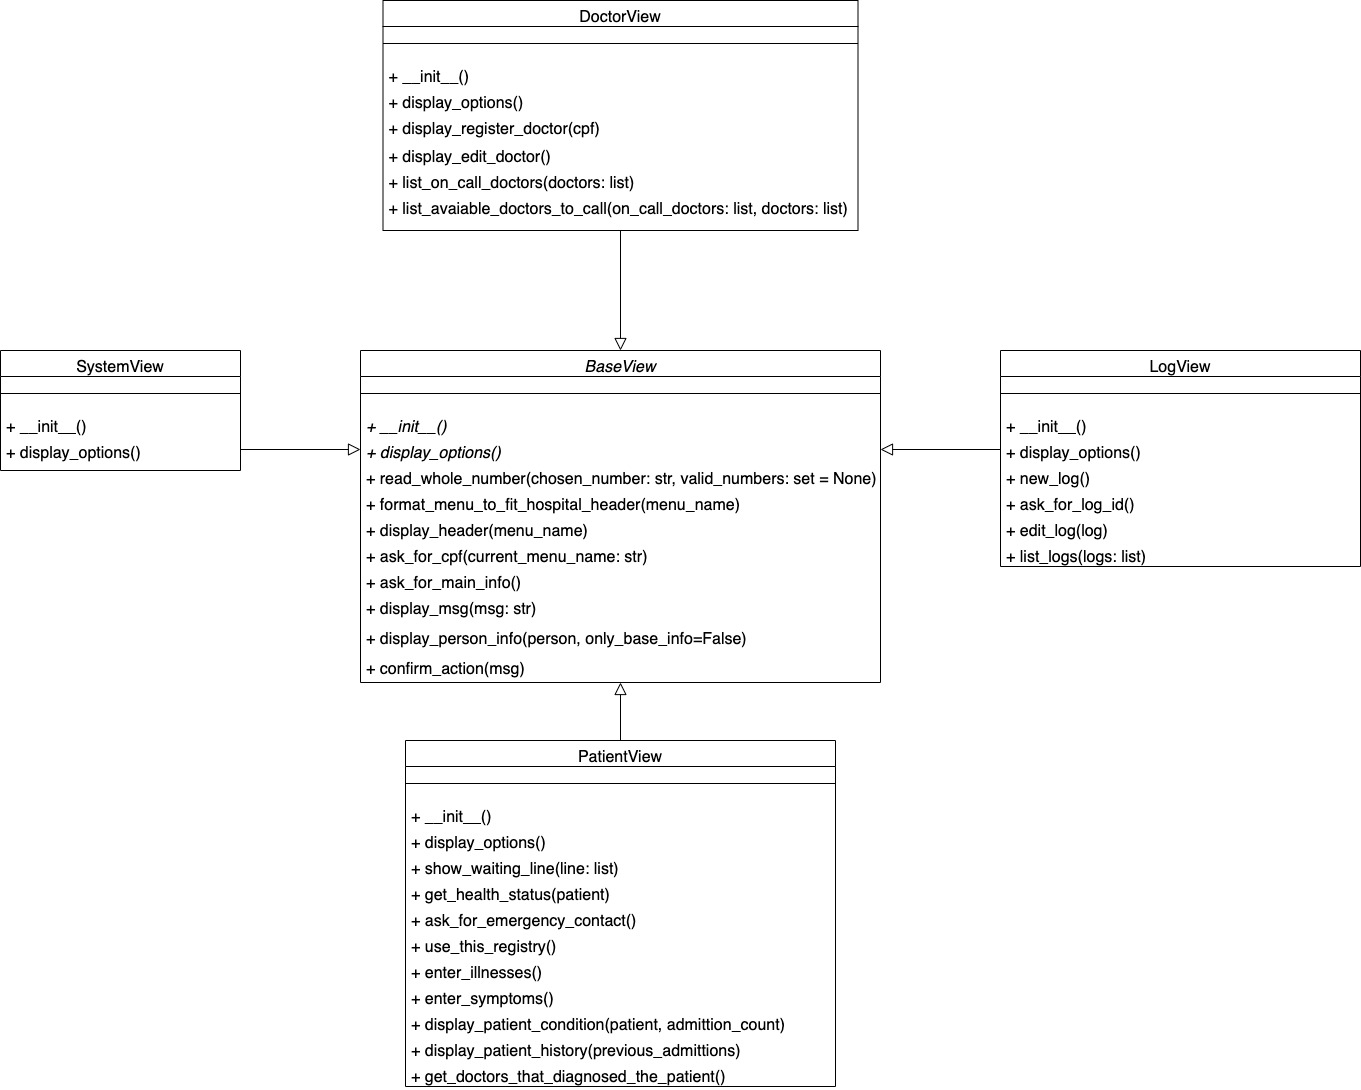 DoctorView
+ __init__()
+ display_options()
+ display_register_doctor(cpf)
+ display_edit_doctor()
+ list_on_call_doctors(doctors: list)
+ list_avaiable_doctors_to_call(on_call_doctors: list, doctors: list)
SystemView
+ __init__()
+ display_options()
BaseView
+ __init__()
+ display_options()
+ read_whole_number(chosen_number: str, valid_numbers: set = None)
+ format_menu_to_fit_hospital_header(menu_name)
+ display_header(menu_name)
+ ask_for_cpf(current_menu_name: str)
+ ask_for_main_info()
+ display_msg(msg: str)
+ display_person_info(person, only_base_info=False)
+ confirm_action(msg)
LogView
+ __init__()
+ display_options()
+ new_log()
+ ask_for_log_id()
+ edit_log(log)
+ list_logs(logs: list)
PatientView
+ __init__()
+ display_options()
+ show_waiting_line(line: list)
+ get_health_status(patient)
+ ask_for_emergency_contact()
+ use_this_registry()
+ enter_illnesses()
+ enter_symptoms()
+ display_patient_condition(patient, admittion_count)
+ display_patient_history(previous_admittions)
+ get_doctors_that_diagnosed_the_patient()